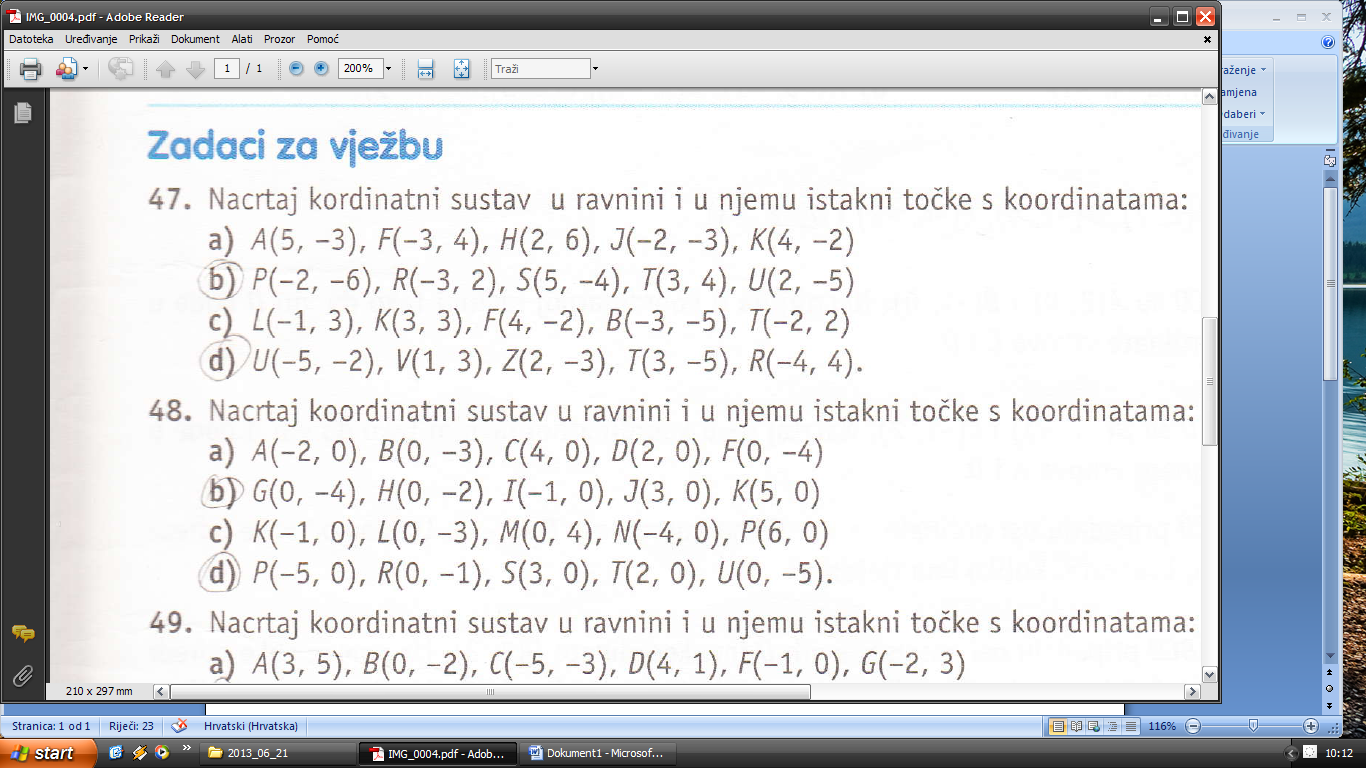 IMG_0004.pdf - Adobe Reader
Datoteka Uređivanje Prikaži Dokument Alati Prozor Pomoć
1 / 1 200% Traži
raženje
amjena
daberi
đivanje
Zadaci za vježbu
47. Nacrtaj kordinatni sustav u ravnini i u njemu istakni točke s koordinatama:
a) A(5, −3), F(−3, 4), H(2, 6), J(−2, −3), K(4, −2)
b) P(−2, −6), R(−3, 2), S(5, −4), T(3, 4), U(2, −5)
c) L(−1, 3), K(3, 3), F(4, −2), B(−3, −5), T(−2, 2)
d) U(−5, −2), V(1, 3), Z(2, −3), T(3, −5), R(−4, 4).
48. Nacrtaj koordinatni sustav u ravnini i u njemu istakni točke s koordinatama:
a) A(−2, 0), B(0, −3), C(4, 0), D(2, 0), F(0, −4)
b) G(0, −4), H(0, −2), I(−1, 0), J(3, 0), K(5, 0)
c) K(−1, 0), L(0, −3), M(0, 4), N(−4, 0), P(6, 0)
d) P(−5, 0), R(0, −1), S(3, 0), T(2, 0), U(0, −5).
49. Nacrtaj koordinatni sustav u ravnini i u njemu istakni točke s koordinatama:
a) A(3, 5), B(0, −2), C(−5, −3), D(4, 1), F(−1, 0), G(−2, 3)
210 x 297 mm
Stranica: 1 od 1 Riječi: 23 Hrvatski (Hrvatska) 116%
start 2013_06_21 IMG_0004.pdf - Adob... Dokument1 - Microsof... 10:12